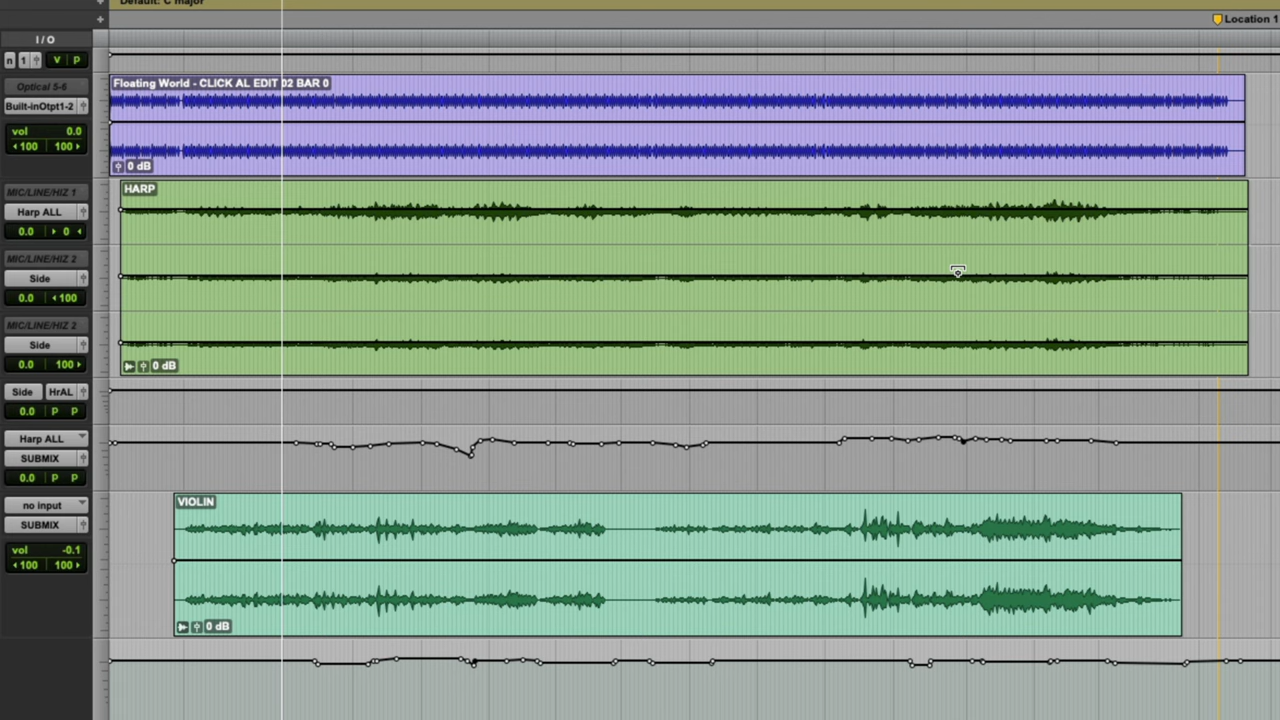 Default: C major
Location 1
I / O
n 1 V P
Floating World - CLICK AL EDIT 02 BAR 0
Optical 5-6
Built-inOtpt1-2
vol 0.0
100 100
0 dB
HARP
MIC/LINE/HIZ 1
Harp ALL
0.0 0
MIC/LINE/HIZ 2
Side
0.0 100
MIC/LINE/HIZ 2
Side
0.0 100
0 dB
Side HrAL
0.0 P P
Harp ALL
SUBMIX
0.0 P P
VIOLIN
no input
SUBMIX
vol -0.1
100 100
0 dB